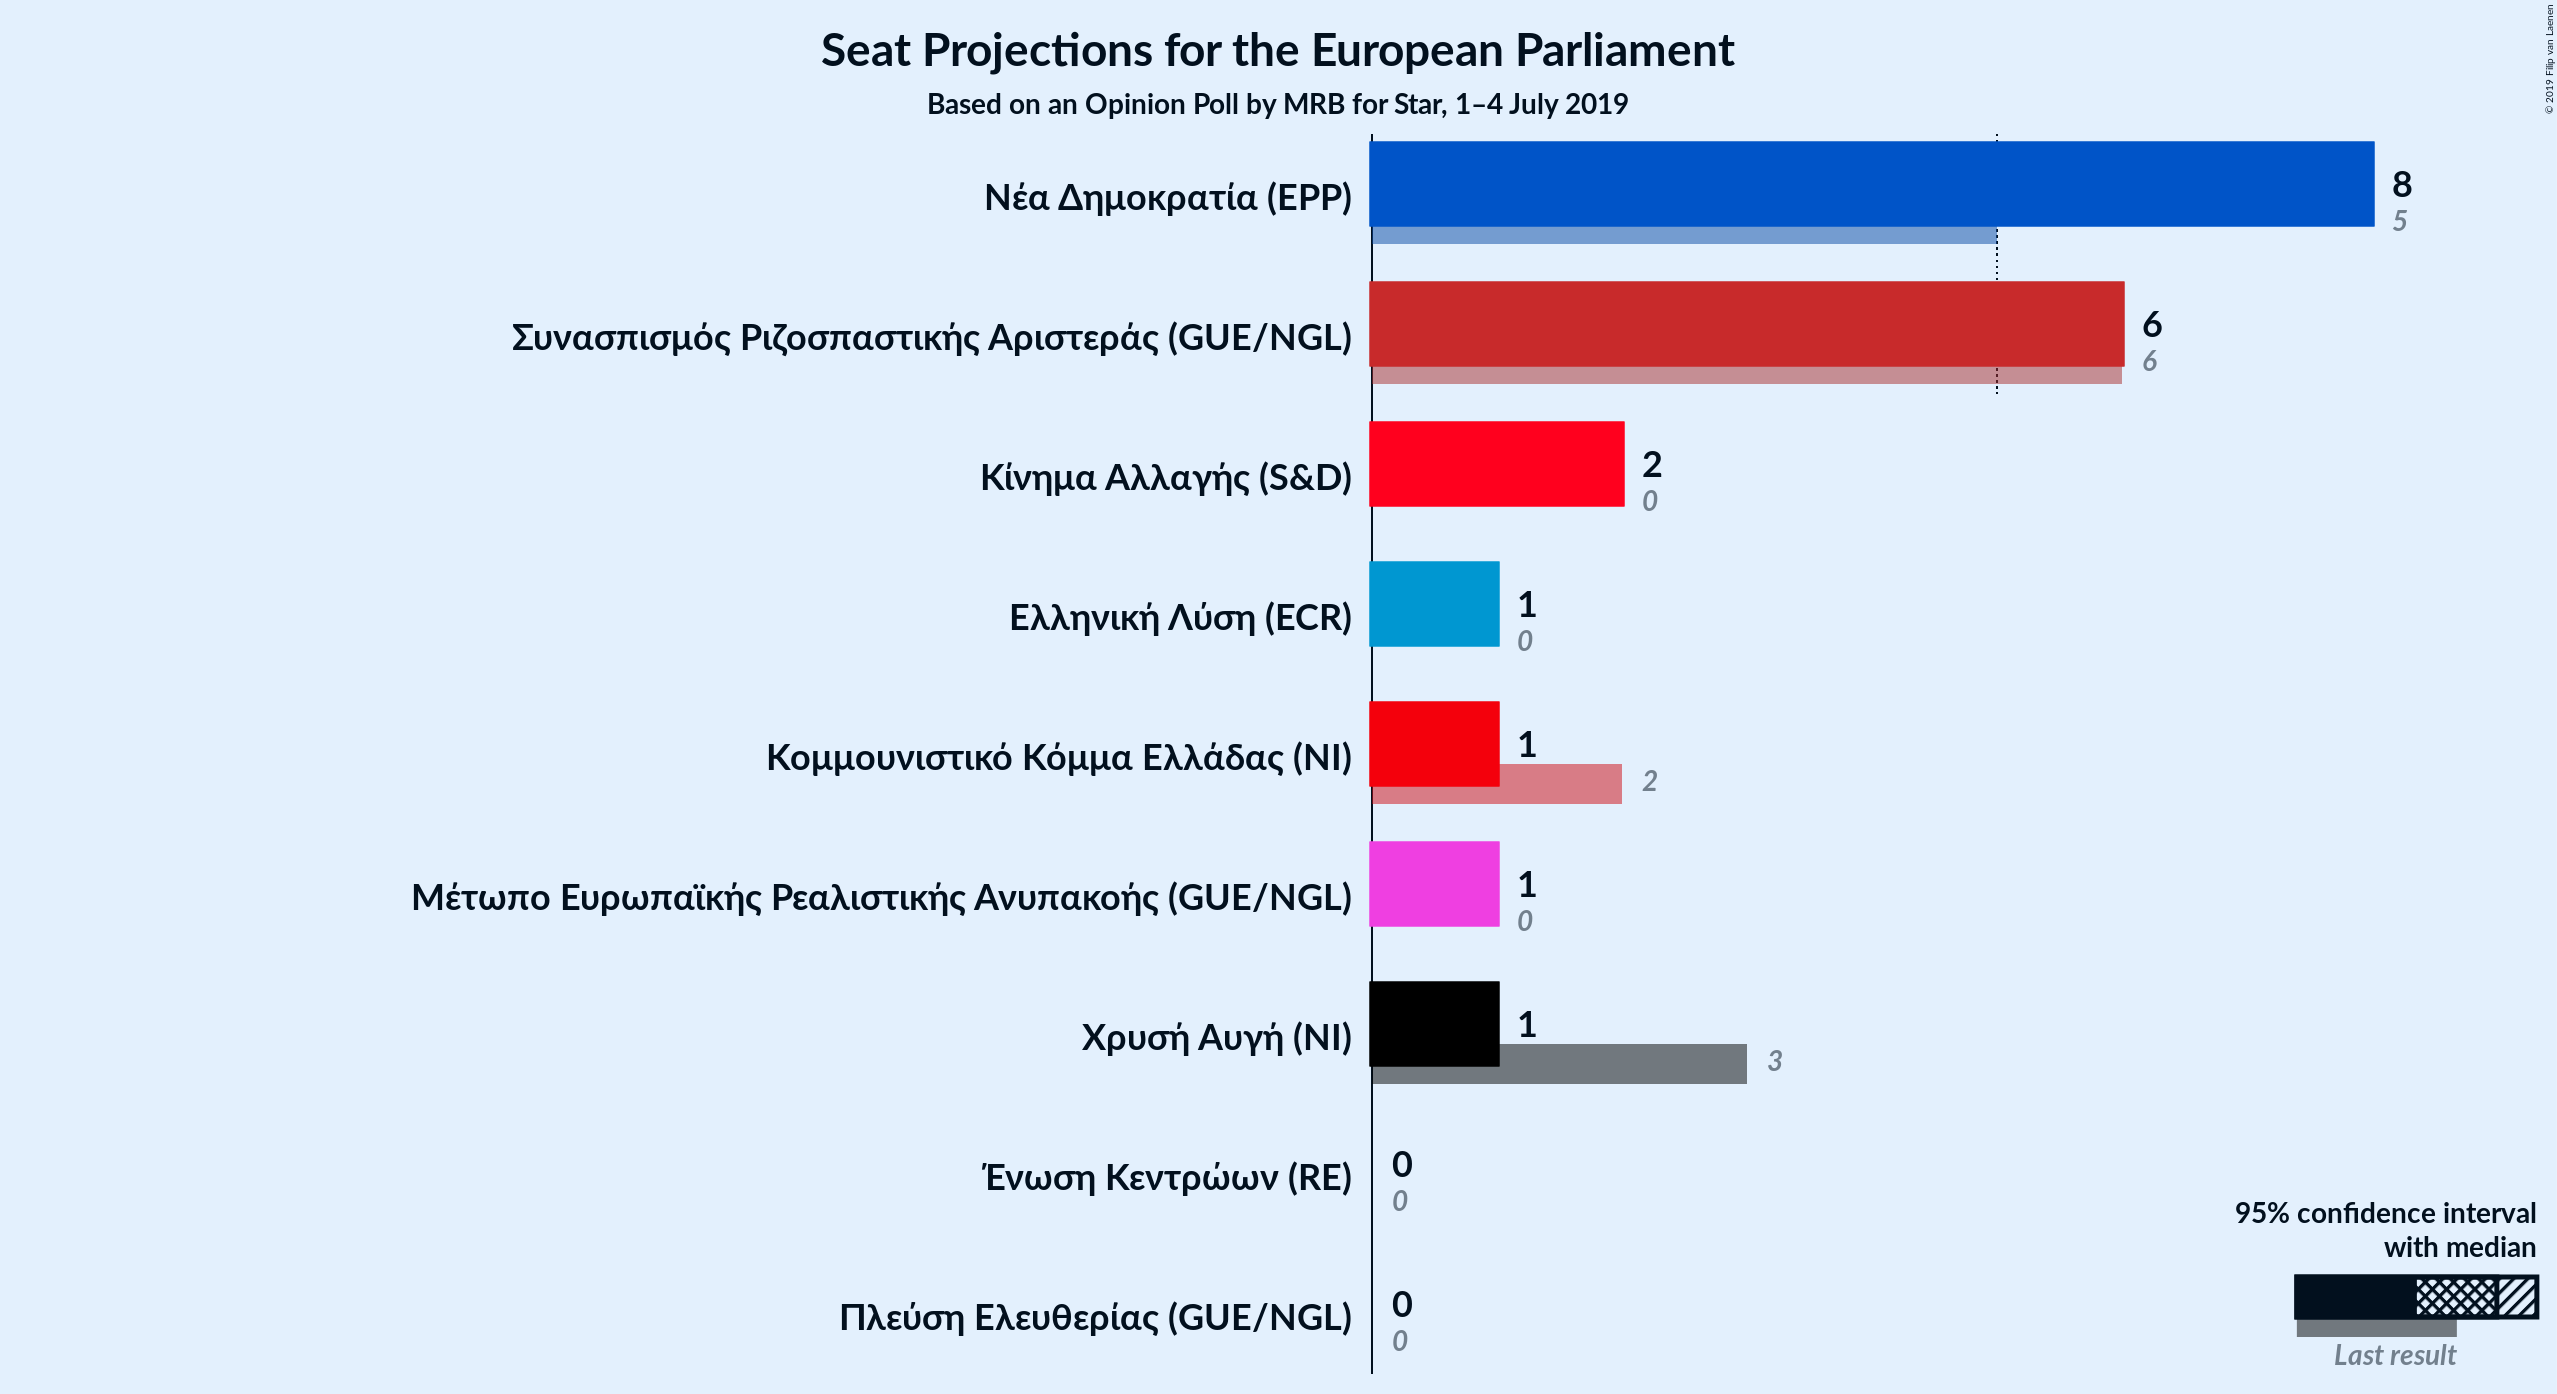 Seat Projections for the European Parliament
Based on an Opinion Poll by MRB for Star, 1–4 July 2019
© 2019 Filip van Laenen
Νέα Δημοκρατία (EPP)
8
5
Συνασπισμός Ριζοσπαστικής Αριστεράς (GUE/NGL)
6
6
Κίνημα Αλλαγής (S&D)
2
0
Ελληνική Λύση (ECR)
1
0
Κομμουνιστικό Κόμμα Ελλάδας (NI)
1
2
Μέτωπο Ευρωπαϊκής Ρεαλιστικής Ανυπακοής (GUE/NGL)
1
0
Χρυσή Αυγή (NI)
1
3
Ένωση Κεντρώων (RE)
0
0
Πλεύση Ελευθερίας (GUE/NGL)
0
0
95% confidence interval
with median
Last result